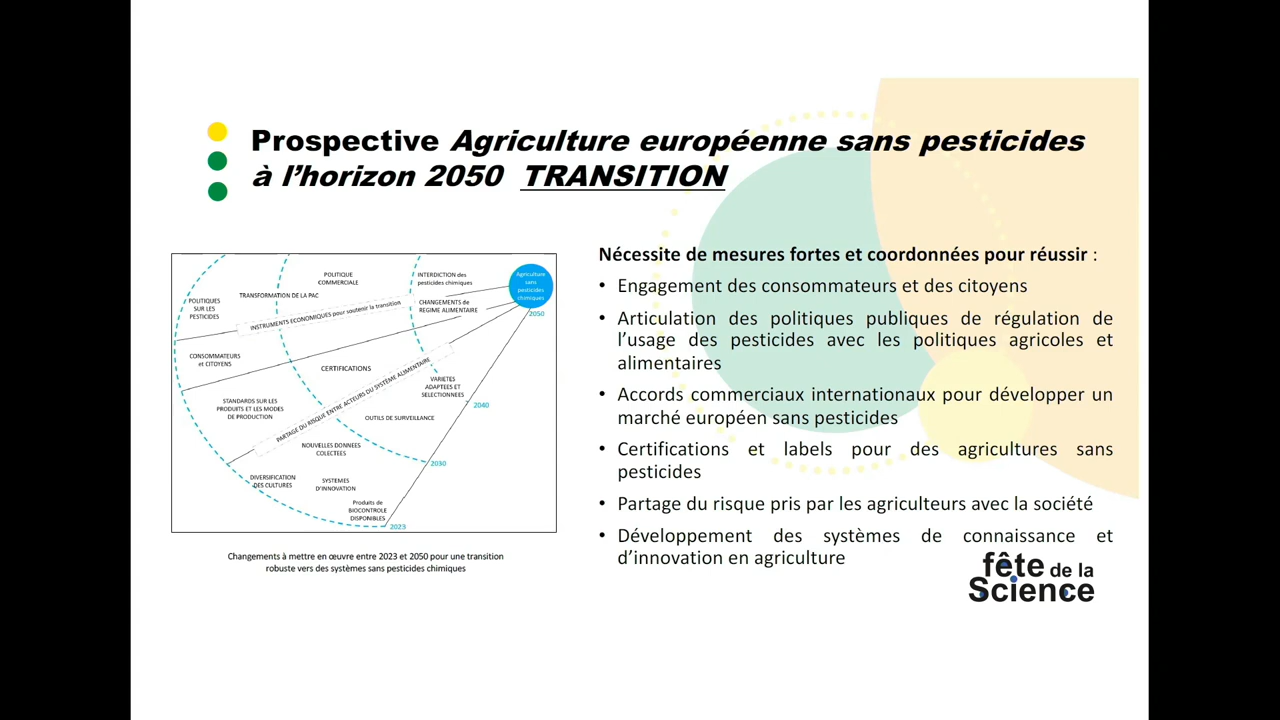 Prospective Agriculture européenne sans pesticides
à l’horizon 2050 TRANSITION
POLITIQUE
COMMERCIALE
INTERDICTION des
pesticides chimiques
Agriculture
sans
pesticides
chimiques
2050
TRANSFORMATION DE LA PAC
POLITIQUES
SUR LES
PESTICIDES
CHANGEMENTS de
REGIME ALIMENTAIRE
INSTRUMENTS ECONOMIQUES pour soutenir la transition
CONSOMMATEURS
et CITOYENS
CERTIFICATIONS
PARTAGE DU RISQUE ENTRE ACTEURS DU SYSTÈME ALIMENTAIRE
VARIETES
ADAPTEES ET
SELECTIONNEES
2040
STANDARDS SUR LES
PRODUITS ET LES MODES
DE PRODUCTION
OUTILS DE SURVEILLANCE
NOUVELLES DONNEES
COLECTEES
2030
DIVERSIFICATION
DES CULTURES
SYSTEMES
D’INNOVATION
Produits de
BIOCONTROLE
DISPONIBLES
2023
Changements à mettre en œuvre entre 2023 et 2050 pour une transition
robuste vers des systèmes sans pesticides chimiques
Nécessite de mesures fortes et coordonnées pour réussir :
• Engagement des consommateurs et des citoyens
• Articulation des politiques publiques de régulation de
l’usage des pesticides avec les politiques agricoles et
alimentaires
• Accords commerciaux internationaux pour développer un
marché européen sans pesticides
• Certifications et labels pour des agricultures sans
pesticides
• Partage du risque pris par les agriculteurs avec la société
• Développement des systèmes de connaissance et
d’innovation en agriculture
fête de la
Science